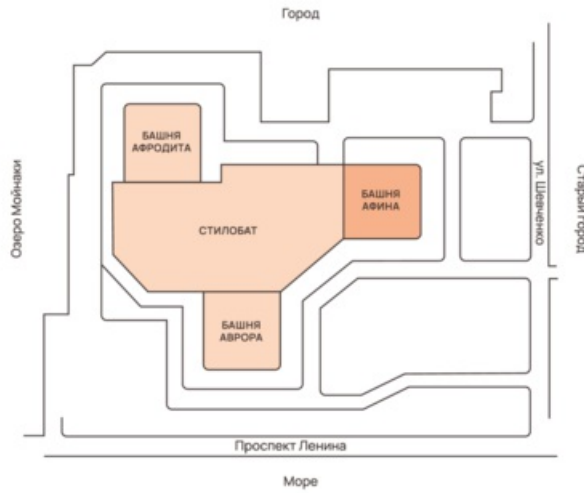 Город
БАШНЯ
АФРОДИТА
Озеро Мойнаки
СТИЛОБАТ
БАШНЯ
АФИНА
ул. Шевченко
Старый город
БАШНЯ
АВРОРА
Проспект Ленина
Море